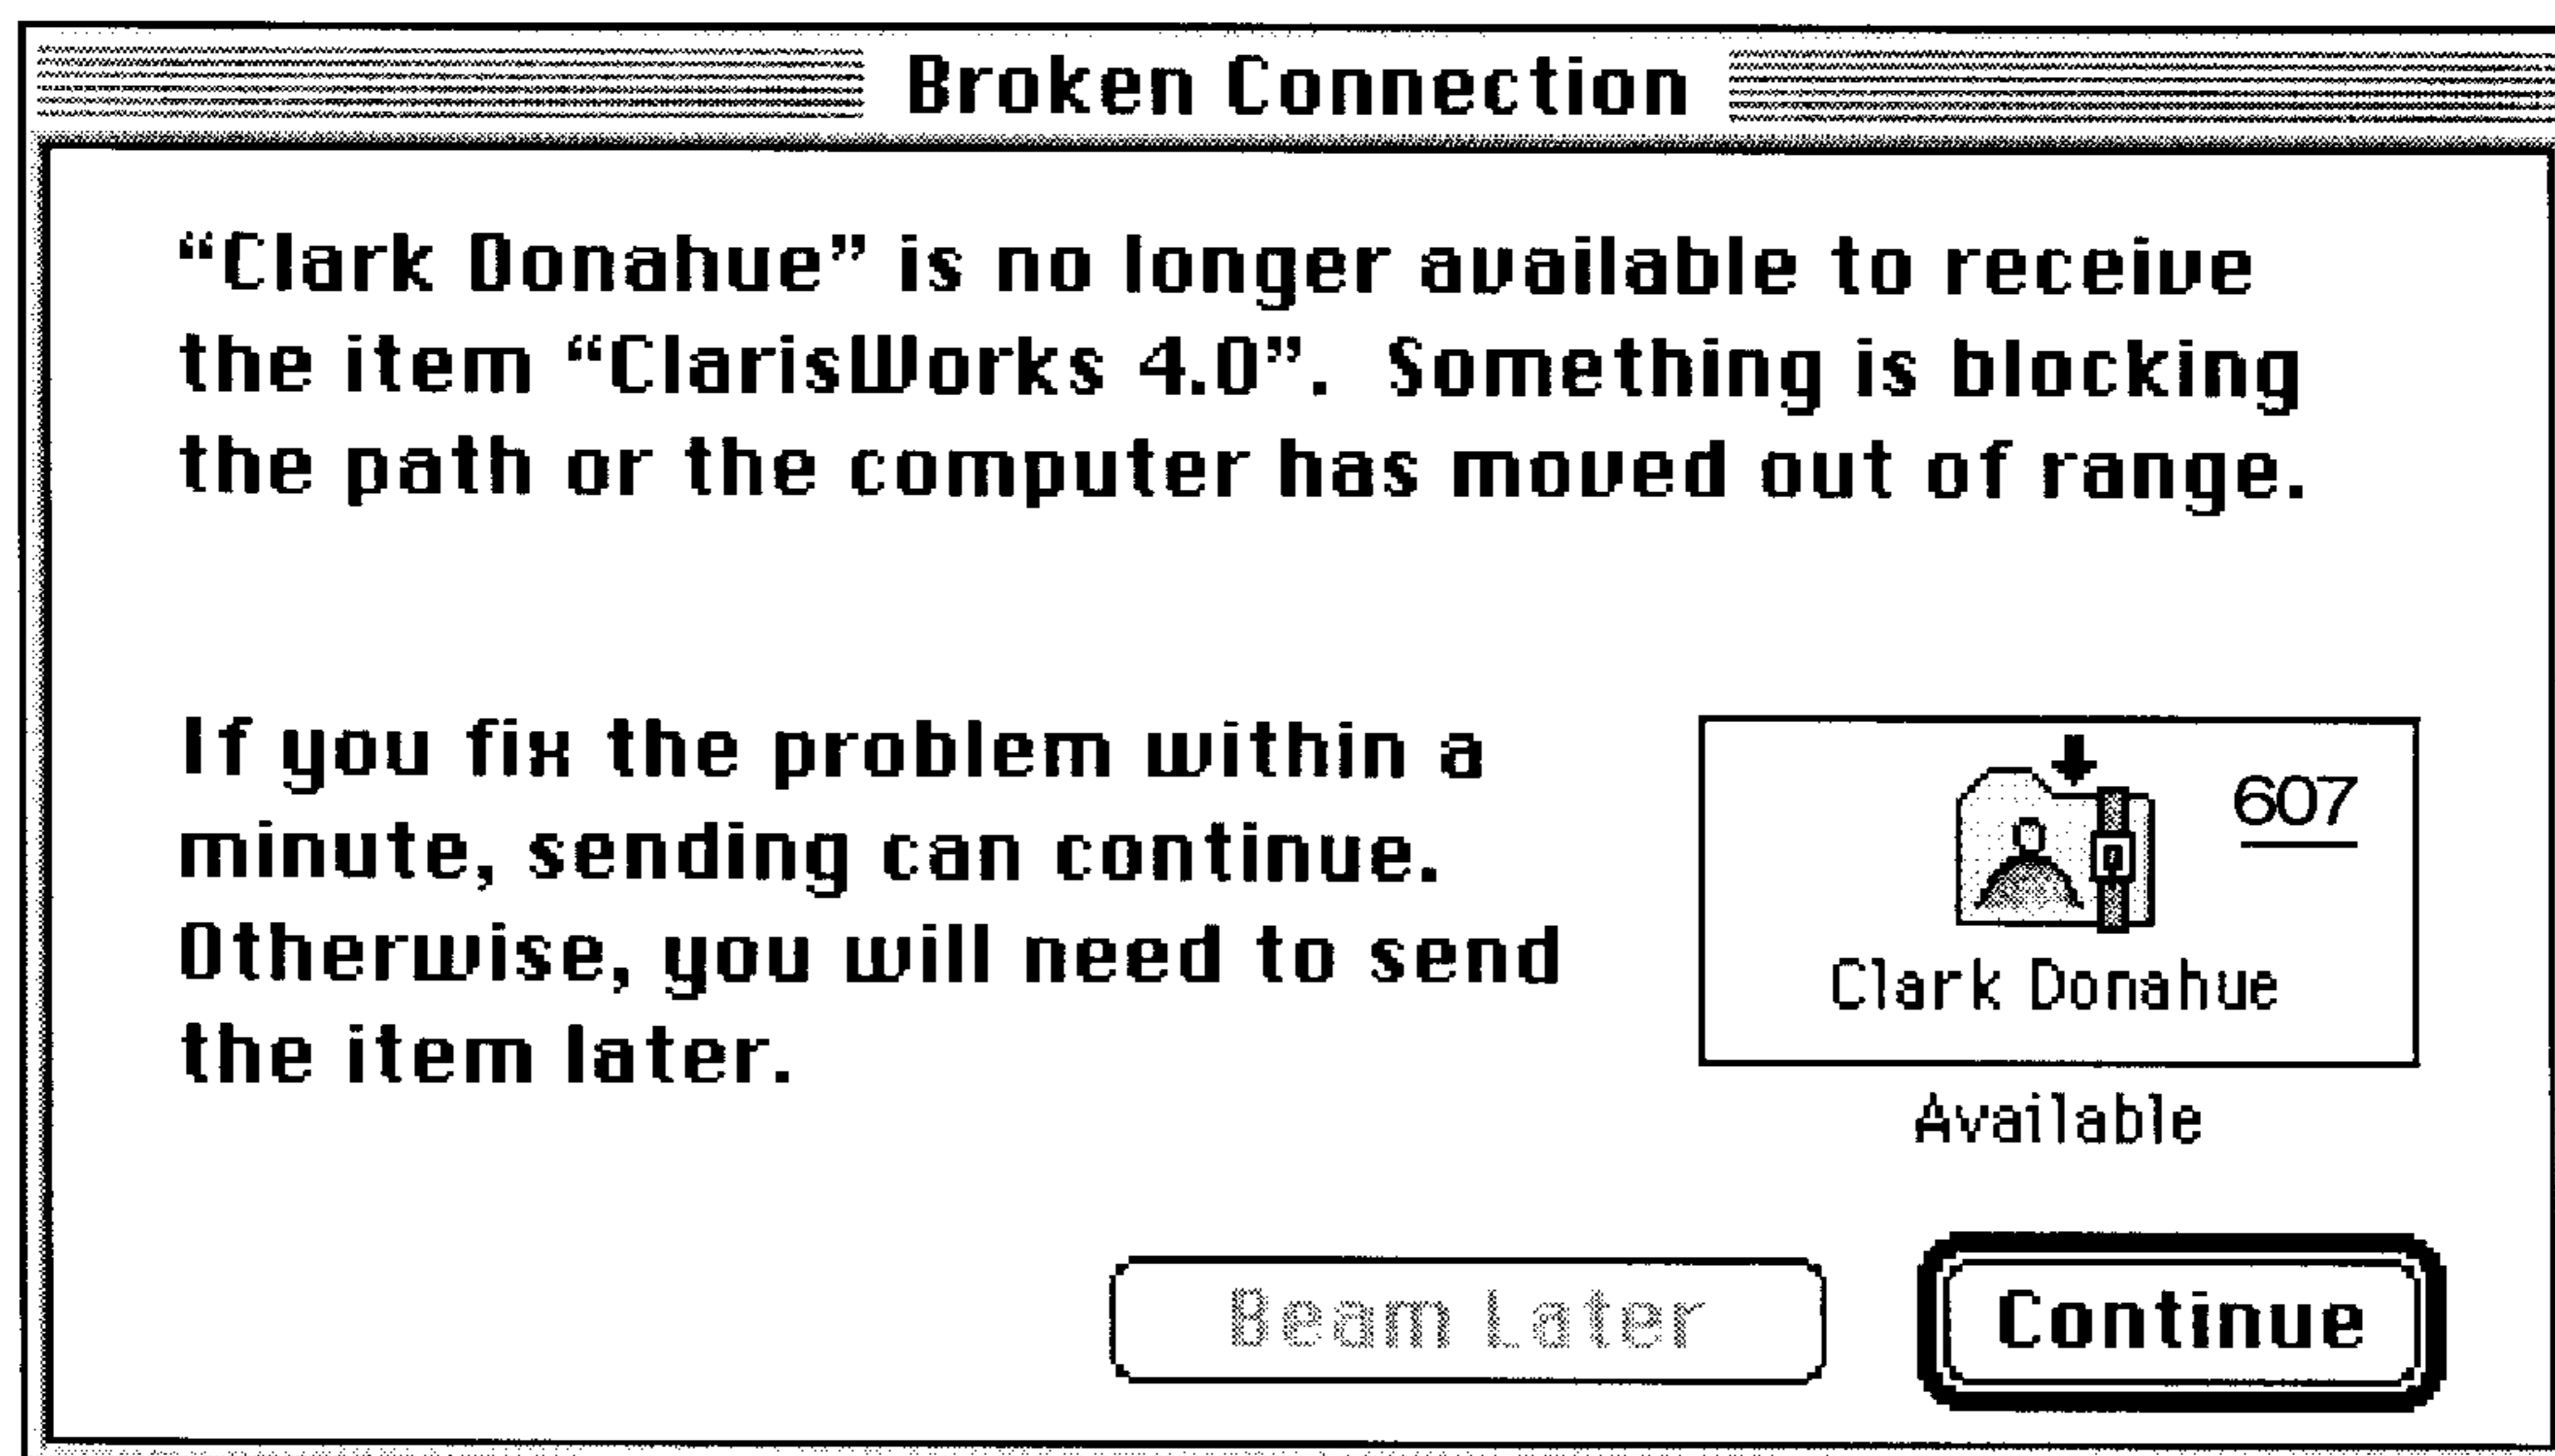 Broken Connection
“Clark Donahue” is no longer available to receive
the item “ClarisWorks 4.0”.  Something is blocking
the path or the computer has moved out of range.
If you fix the problem within a
minute, sending can continue.
Otherwise, you will need to send
the item later.
607
Clark Donahue
Available
Beam Later
Continue